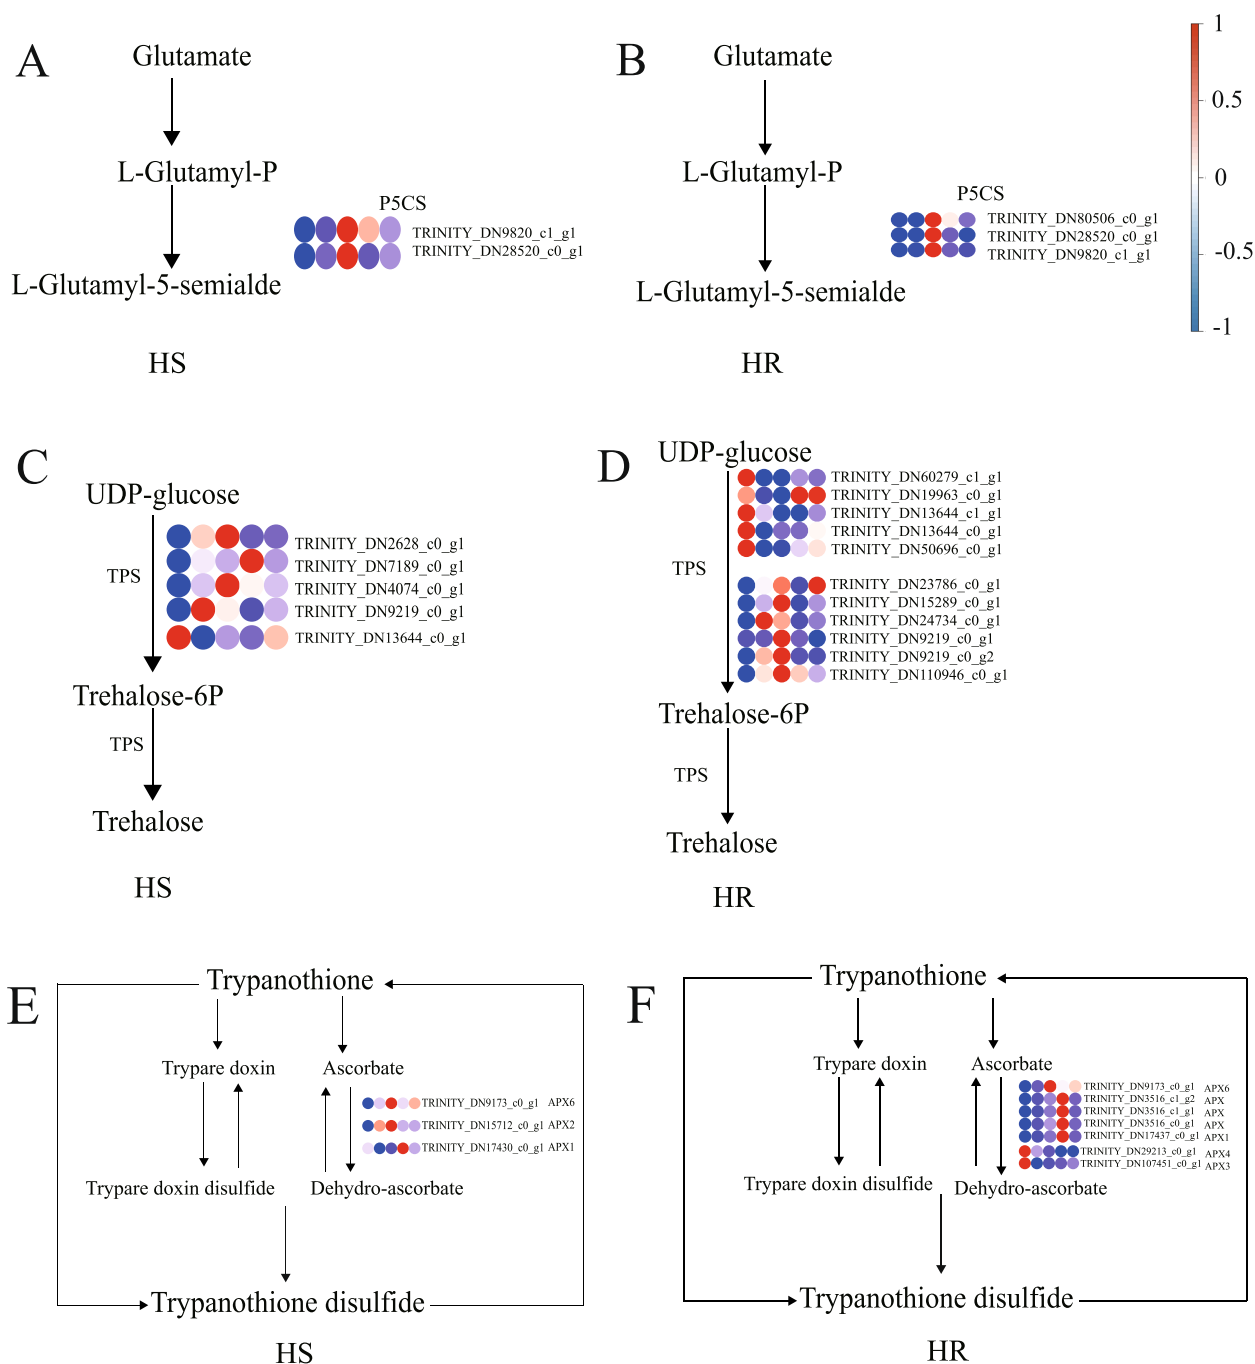 A
Glutamate
L-Glutamyl-P
P5CS
TRINITY_DN9820_c1_g1
TRINITY_DN28520_c0_g1
L-Glutamyl-5-semialde
HS
B
Glutamate
L-Glutamyl-P
P5CS
TRINITY_DN80506_c0_g1
TRINITY_DN28520_c0_g1
TRINITY_DN9820_c1_g1
L-Glutamyl-5-semialde
HR
1
0.5
0
-0.5
-1
C
UDP-glucose
TPS
TRINITY_DN2628_c0_g1
TRINITY_DN7189_c0_g1
TRINITY_DN4074_c0_g1
TRINITY_DN9219_c0_g1
TRINITY_DN13644_c0_g1
Trehalose-6P
TPS
Trehalose
HS
D
UDP-glucose
TRINITY_DN60279_c1_g1
TRINITY_DN19963_c0_g1
TRINITY_DN13644_c1_g1
TRINITY_DN13644_c0_g1
TRINITY_DN50696_c0_g1
TPS
TRINITY_DN23786_c0_g1
TRINITY_DN15289_c0_g1
TRINITY_DN24734_c0_g1
TRINITY_DN9219_c0_g1
TRINITY_DN9219_c0_g2
TRINITY_DN110946_c0_g1
Trehalose-6P
TPS
Trehalose
HR
E
Trypanothione
Trypare doxin
Ascorbate
TRINITY_DN9173_c0_g1 APX6
TRINITY_DN15712_c0_g1 APX2
TRINITY_DN17430_c0_g1 APX1
Trypare doxin disulfide
Dehydro-ascorbate
Trypanothione disulfide
HS
F
Trypanothione
Trypare doxin
Ascorbate
TRINITY_DN9173_c0_g1 APX6
TRINITY_DN3516_c1_g2 APX
TRINITY_DN3516_c1_g1 APX
TRINITY_DN3516_c0_g1 APX
TRINITY_DN17437_c0_g1 APX1
TRINITY_DN29213_c0_g1 APX4
TRINITY_DN107451_c0_g1 APX3
Trypare doxin disulfide
Dehydro-ascorbate
Trypanothione disulfide
HR